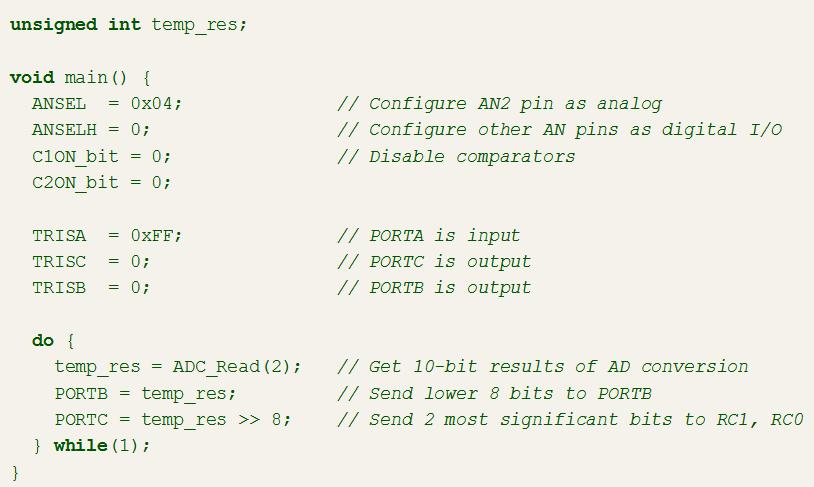 unsigned int temp_res;
void main() {
ANSEL = 0x04; // Configure AN2 pin as analog
ANSELH = 0; // Configure other AN pins as digital I/O
C1ON_bit = 0; // Disable comparators
C2ON_bit = 0;
TRISA = 0xFF; // PORTA is input
TRISC = 0; // PORTC is output
TRISB = 0; // PORTB is output
do {
temp_res = ADC_Read(2); // Get 10-bit results of AD conversion
PORTB = temp_res; // Send lower 8 bits to PORTB
PORTC = temp_res >> 8; // Send 2 most significant bits to RC1, RC0
} while(1);
}